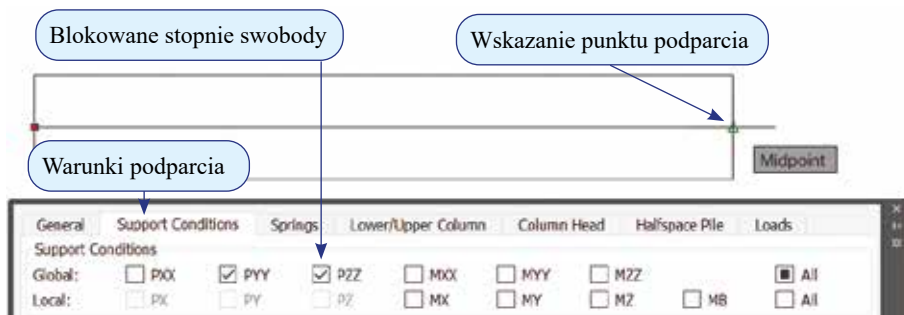 Blokowane stopnie swobody
Wskazanie punktu podparcia
Warunki podparcia
Midpoint
General Support Conditions Springs Lower/Upper Column Column Head Halfspace Pile Loads
Support Conditions
Global: PXX PYY PZZ MXX MYY MZZ All
Local: PX PY PZ MX MY MZ MB All